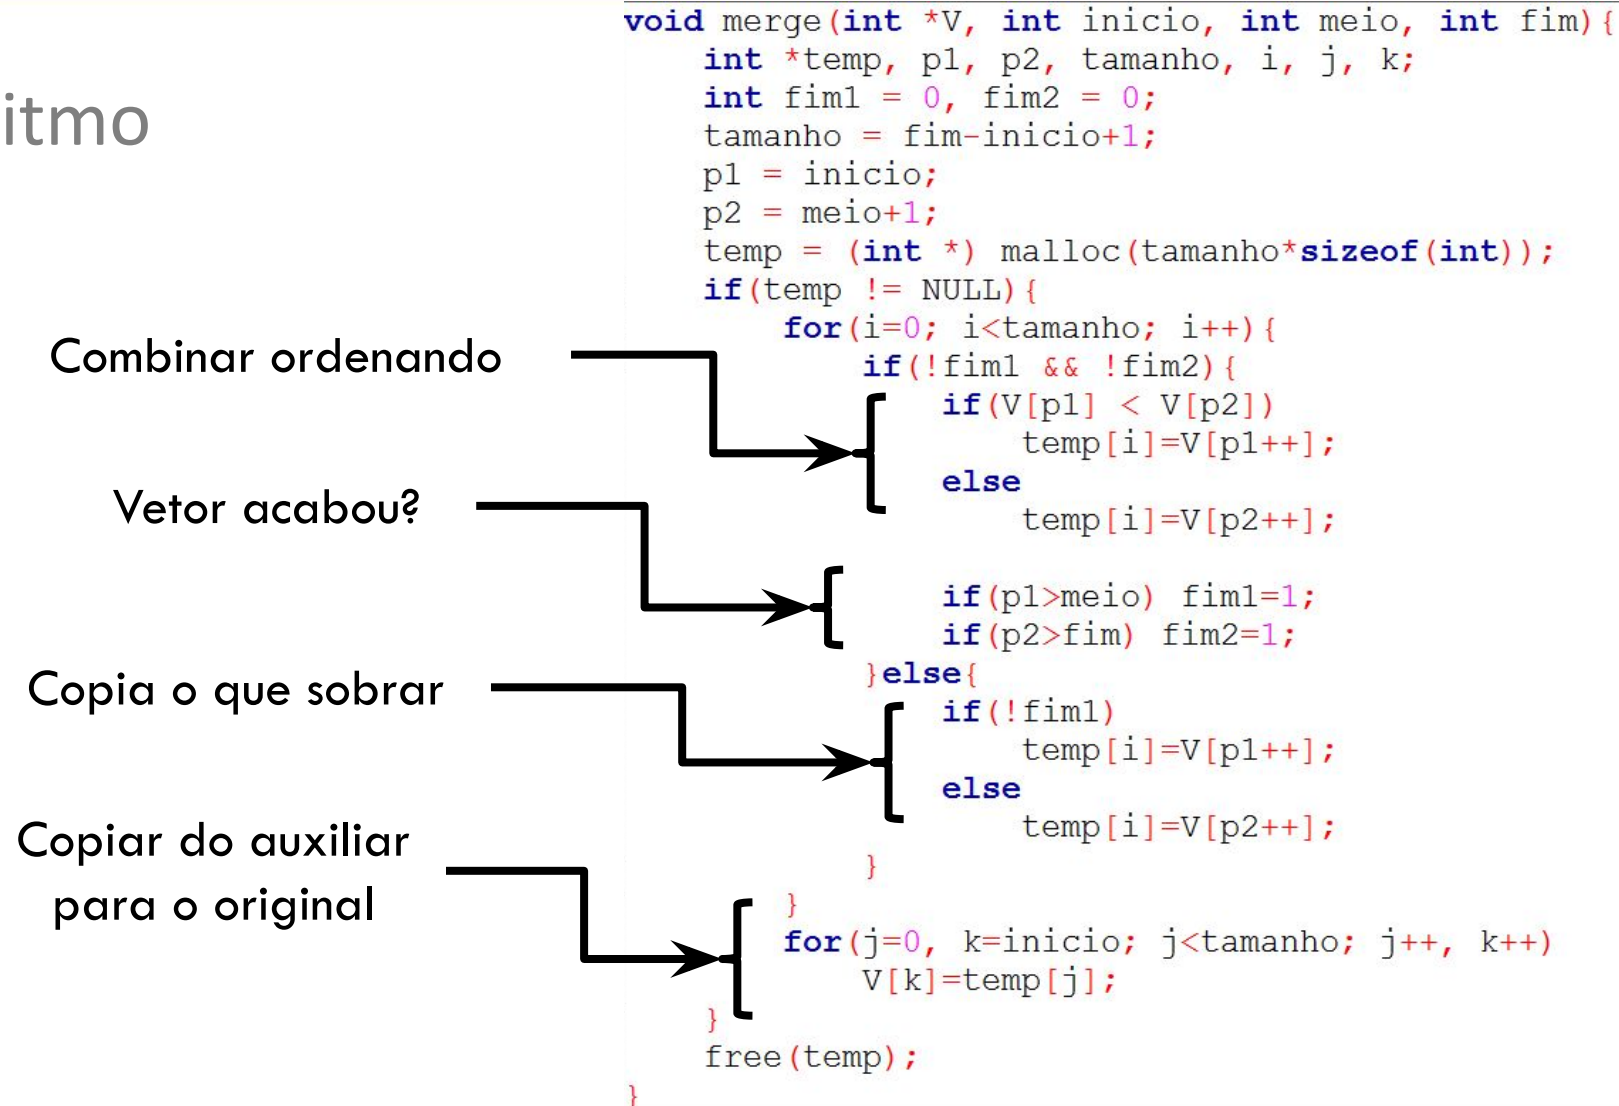 itmo
Combinar ordenando
Vetor acabou?
Copia o que sobrar
Copiar do auxiliar
para o original
void merge(int *V, int inicio, int meio, int fim){
    int *temp, p1, p2, tamanho, i, j, k;
    int fim1 = 0, fim2 = 0;
    tamanho = fim-inicio+1;
    p1 = inicio;
    p2 = meio+1;
    temp = (int *) malloc(tamanho*sizeof(int));
    if(temp != NULL){
        for(i=0; i<tamanho; i++){
            if(!fim1 && !fim2){
                if(V[p1] < V[p2])
                    temp[i]=V[p1++];
                else
                    temp[i]=V[p2++];
                if(p1>meio) fim1=1;
                if(p2>fim) fim2=1;
            }else{
                if(!fim1)
                    temp[i]=V[p1++];
                else
                    temp[i]=V[p2++];
            }
        }
        for(j=0, k=inicio; j<tamanho; j++, k++)
            V[k]=temp[j];
    }
    free(temp);
}